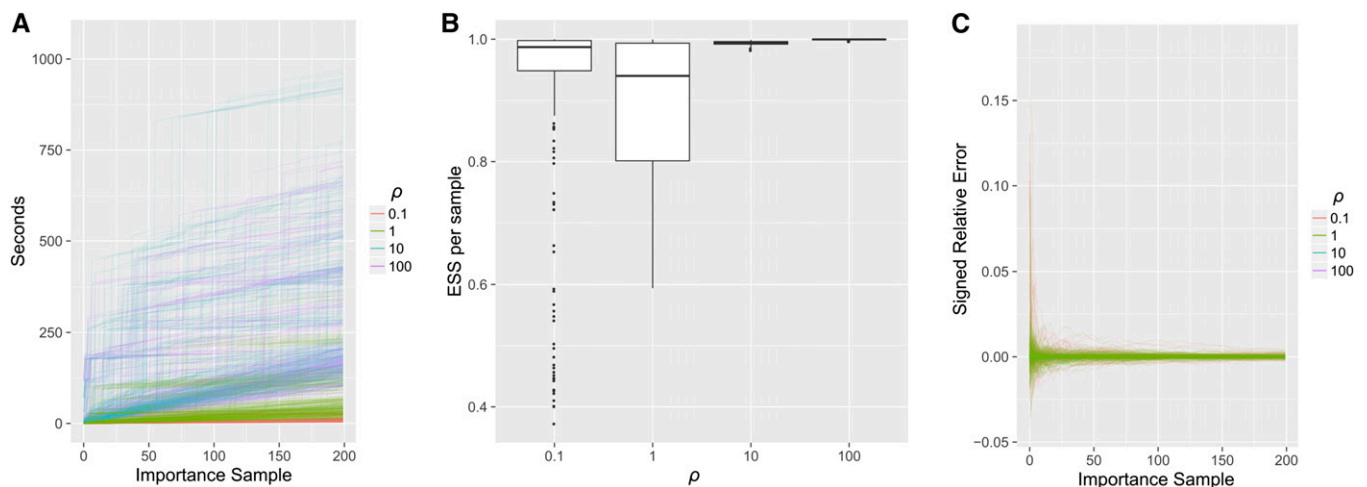 A
Seconds
1000
750
500
250
0
0 50 100 150 200
Importance Sample
ρ
0.1
1
10
100
B
ESS per sample
1.0
0.8
0.6
0.4
0.1 1 10 100
ρ
C
Signed Relative Error
0.15
0.10
0.05
0.00
−0.05
0 50 100 150 200
Importance Sample
ρ
0.1
1
10
100